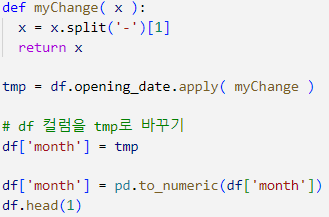 def myChange( x ):
  x = x.split('-')[1]
  return x

tmp = df.opening_date.apply( myChange )

# df 컬럼을 tmp로 바꾸기
df['month'] = tmp

df['month'] = pd.to_numeric(df['month'])
df.head(1)